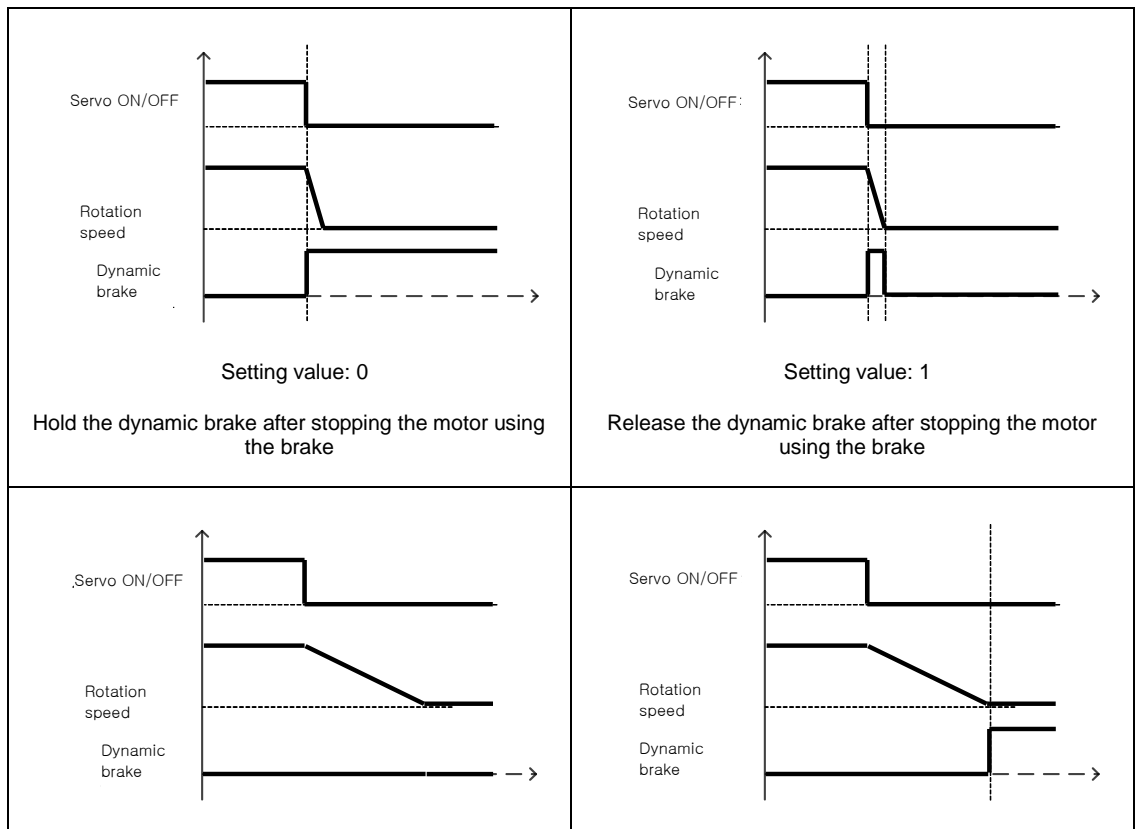 Servo ON/OFF
Rotation
speed
Dynamic
brake
Setting value: 0
Hold the dynamic brake after stopping the motor using
the brake
Servo ON/OFF:
Rotation
speed
Dynamic
brake
Setting value: 1
Release the dynamic brake after stopping the motor
using the brake
Servo ON/OFF
Rotation
speed
Dynamic
brake
Servo ON/OFF
Rotation
speed
Dynamic
brake